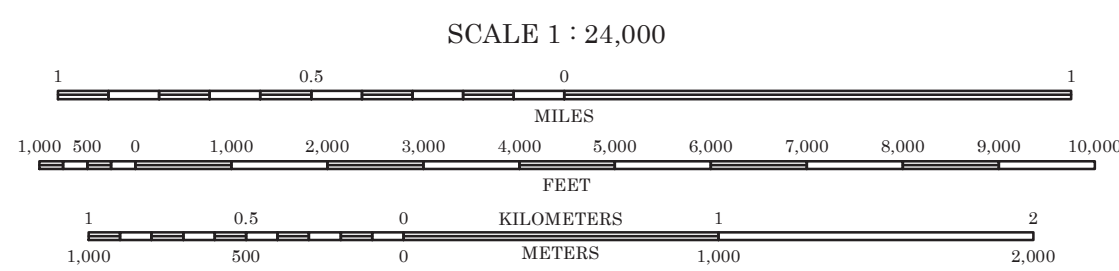 SCALE 1 : 24,000
1 0.5 0 1
MILES
1,000 500 0 1,000 2,000 3,000 4,000 5,000 6,000 7,000 8,000 9,000 10,000
FEET
1 0.5 0 KILOMETERS 1 2
1,000 500 0 METERS 1,000 2,000